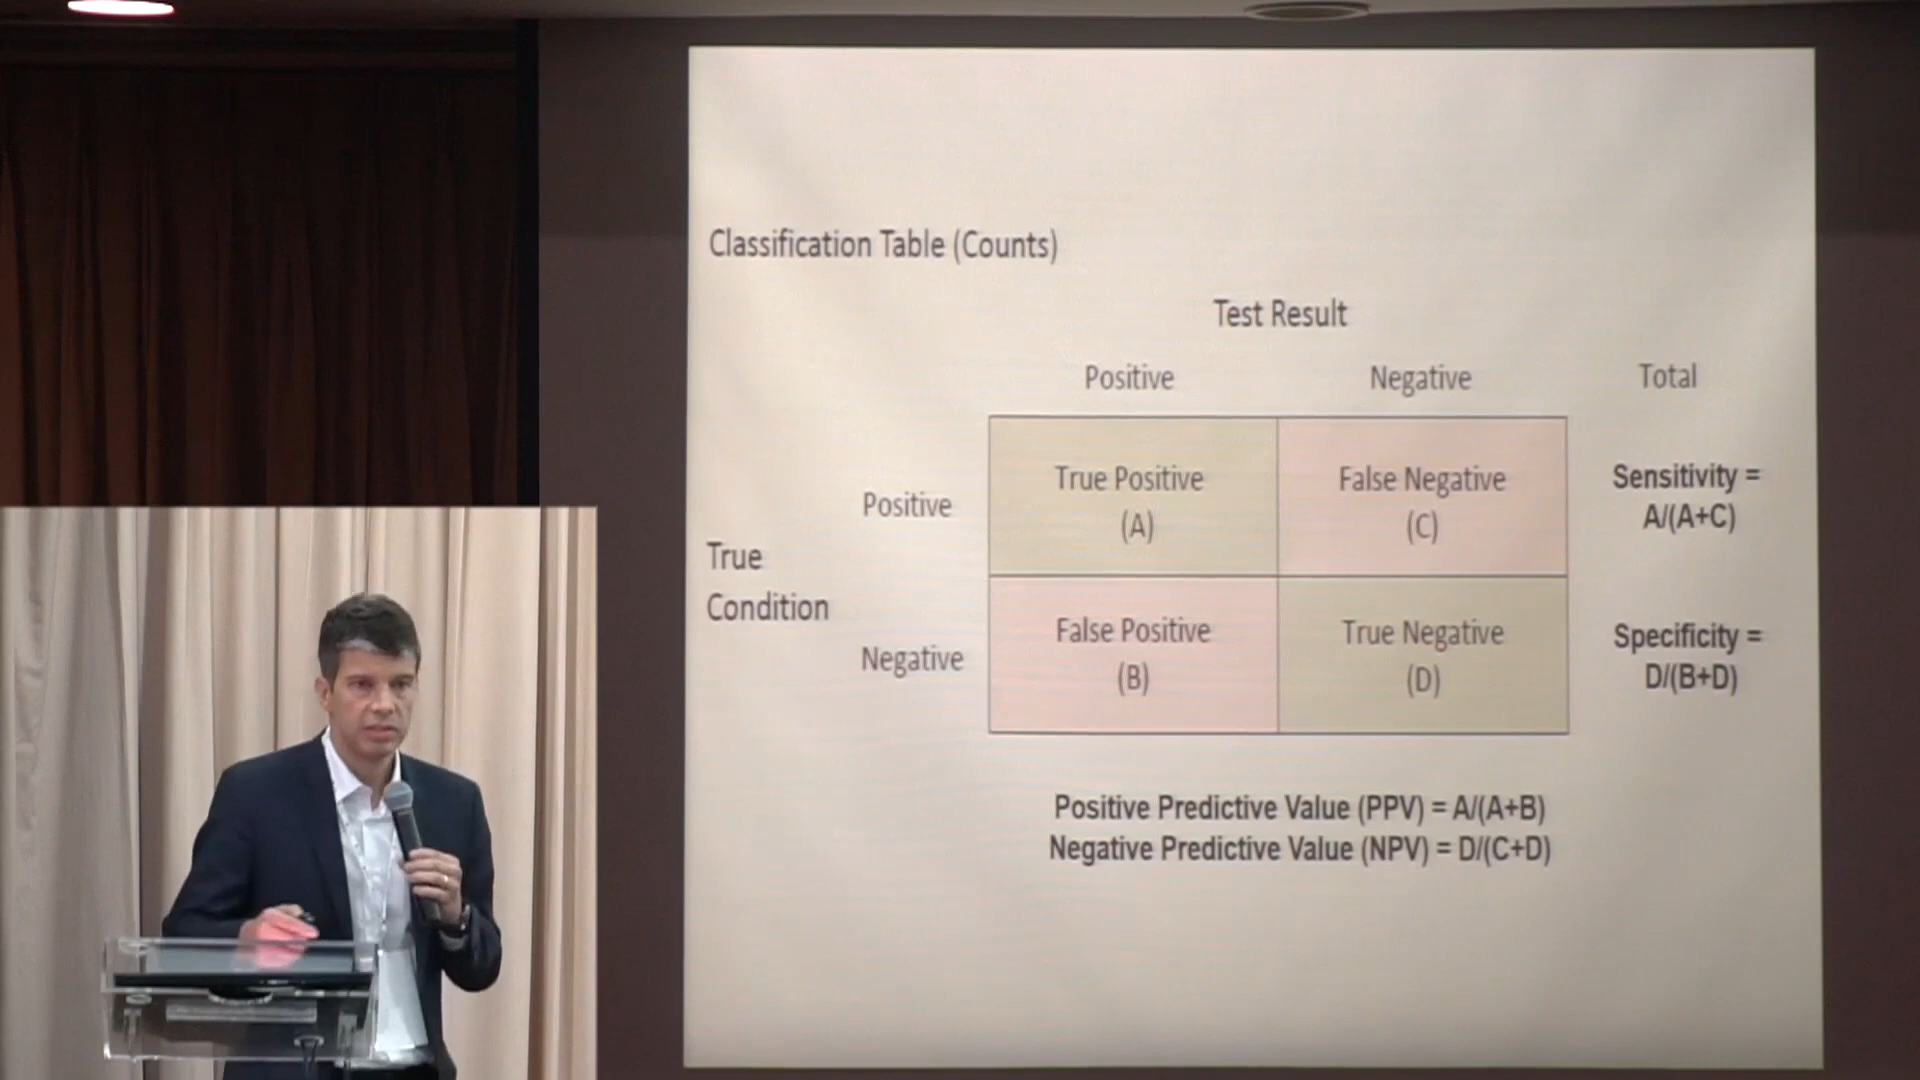 Classification Table (Counts)
Test Result
Positive
Negative
Total
True
Condition
Positive
True Positive
(A)
False Negative
(C)
Sensitivity =
A/(A+C)
Negative
False Positive
(B)
True Negative
(D)
Specificity =
D/(B+D)
Positive Predictive Value (PPV) = A/(A+B)
Negative Predictive Value (NPV) = D/(C+D)